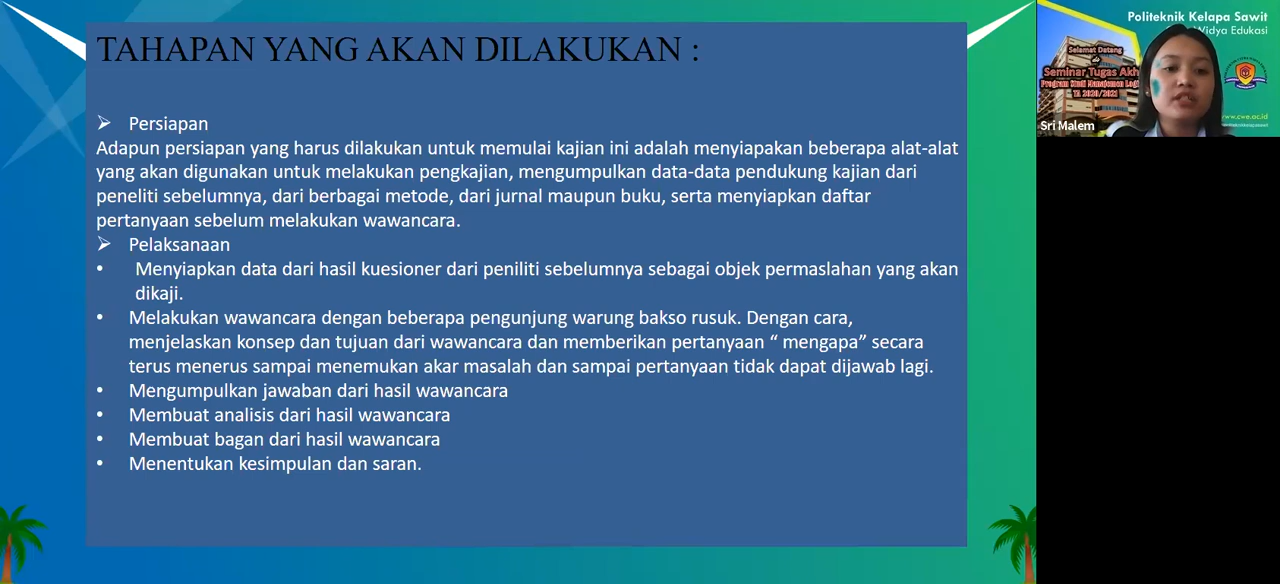 TAHAPAN YANG AKAN DILAKUKAN :
Persiapan
Adapun persiapan yang harus dilakukan untuk memulai kajian ini adalah menyiapakan beberapa alat-alat
yang akan digunakan untuk melakukan pengkajian, mengumpulkan data-data pendukung kajian dari
peneliti sebelumnya, dari berbagai metode, dari jurnal maupun buku, serta menyiapkan daftar
pertanyaan sebelum melakukan wawancara.
Pelaksanaan
Menyiapkan data dari hasil kuesioner dari peniliti sebelumnya sebagai objek permaslahan yang akan
dikaji.
Melakukan wawancara dengan beberapa pengunjung warung bakso rusuk. Dengan cara,
menjelaskan konsep dan tujuan dari wawancara dan memberikan pertanyaan “ mengapa” secara
terus menerus sampai menemukan akar masalah dan sampai pertanyaan tidak dapat dijawab lagi.
Mengumpulkan jawaban dari hasil wawancara
Membuat analisis dari hasil wawancara
Membuat bagan dari hasil wawancara
Menentukan kesimpulan dan saran.
Politeknik Kelapa Sawit
Widya Edukasi
Selamat Datang
di
Seminar Tugas Akh
Program Studi Manajemen Logi
TA 2020/2021
Sri Malem
www.cwe.ac.id